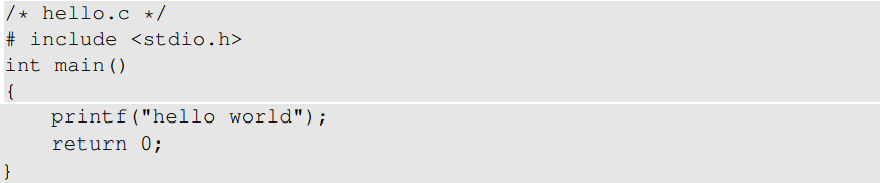 /* hello.c */
# include <stdio.h>
int main()
{
printf("hello world");
return 0;
}